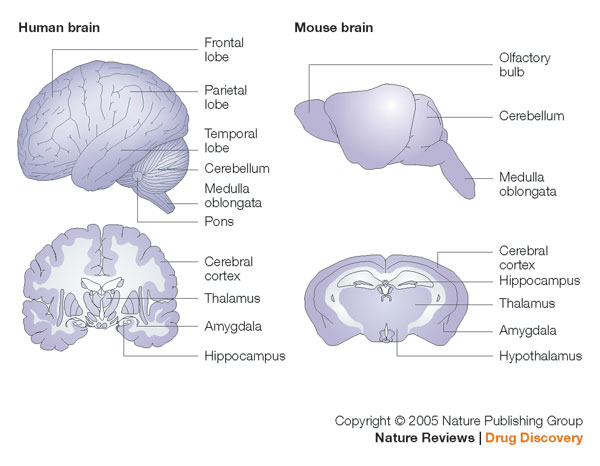 Human brain
Frontal
lobe
Parietal
lobe
Temporal
lobe
Cerebellum
Medulla
oblongata
Pons
Cerebral
cortex
Thalamus
Amygdala
Hippocampus
Mouse brain
Olfactory
bulb
Cerebellum
Medulla
oblongata
Cerebral
cortex
Hippocampus
Thalamus
Amygdala
Hypothalamus
Copyright © 2005 Nature Publishing Group
Nature Reviews | Drug Discovery